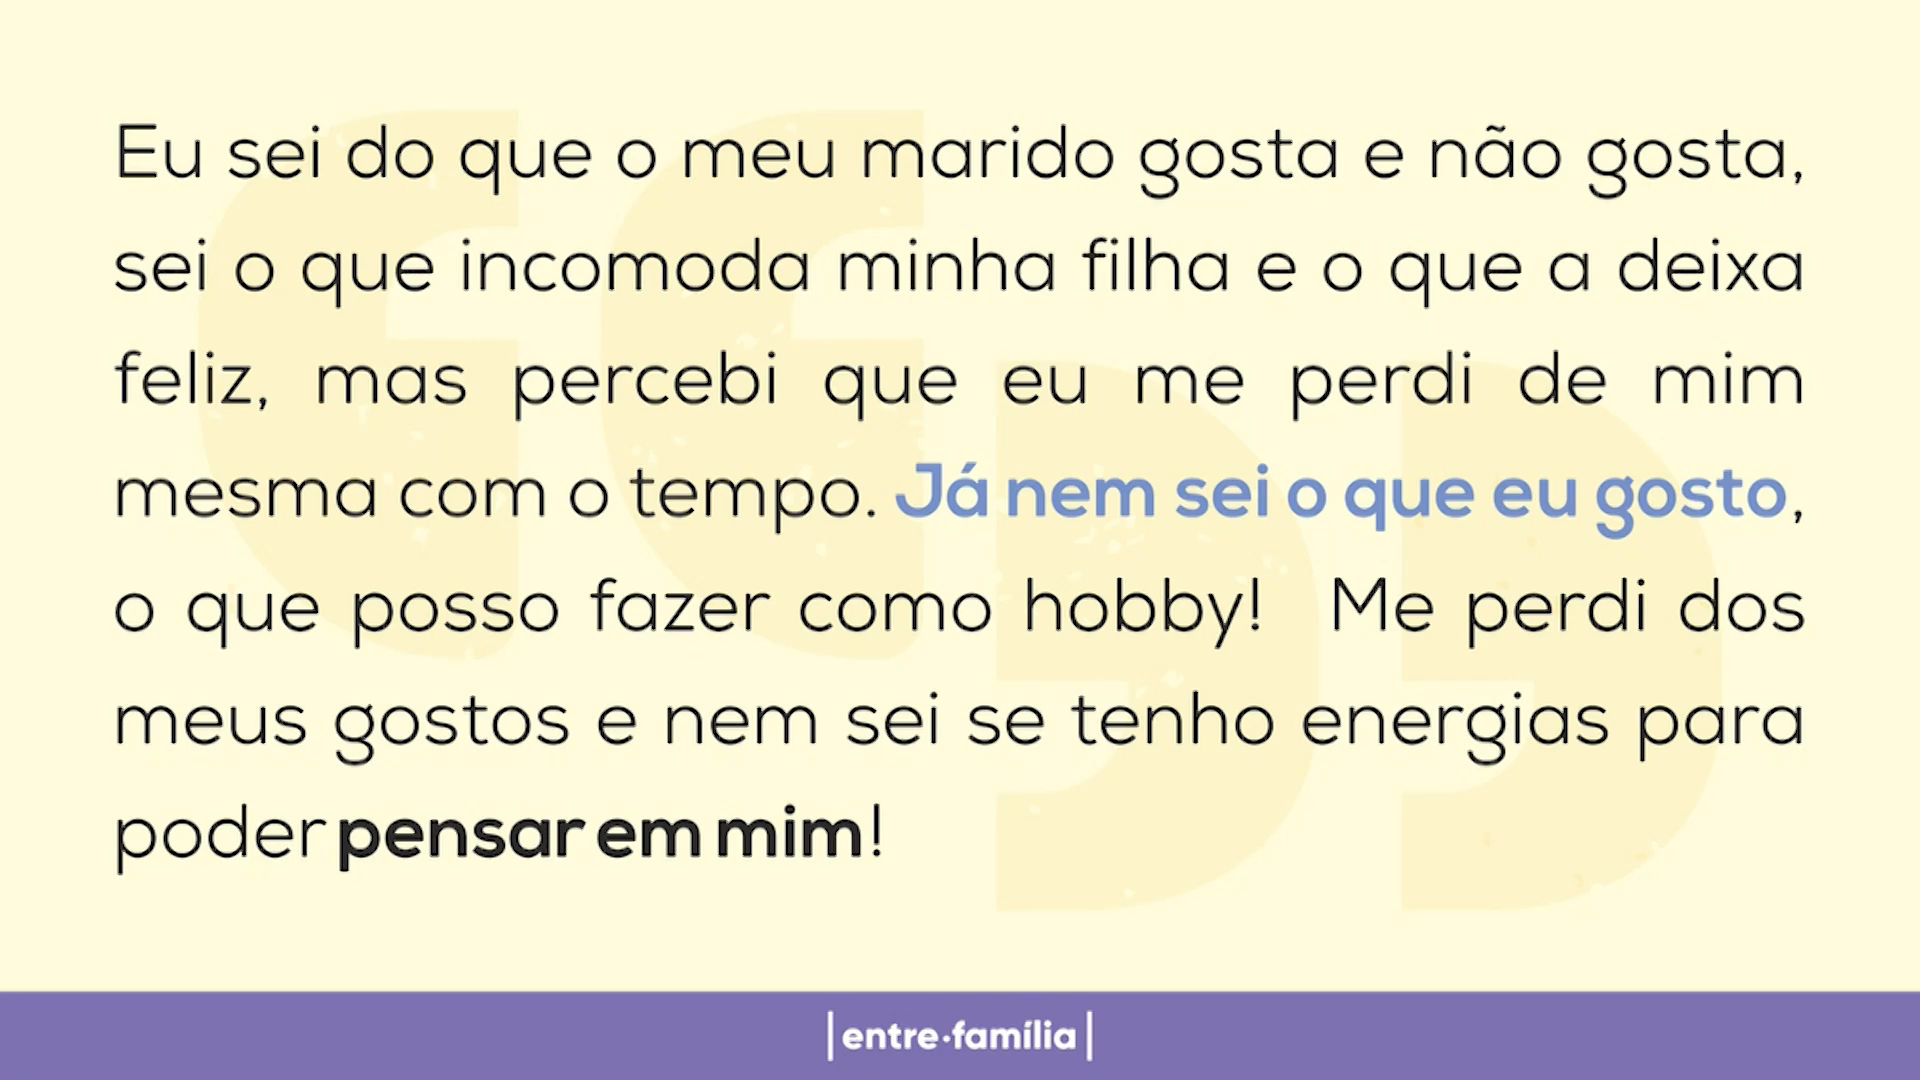 Eu sei do que o meu marido gosta e não gosta,
sei o que incomoda minha filha e o que a deixa
feliz, mas percebi que eu me perdi de mim
mesma com o tempo. Já nem sei o que eu gosto,
o que posso fazer como hobby! Me perdi dos
meus gostos e nem sei se tenho energias para
poder pensar em mim!
|entre·família|